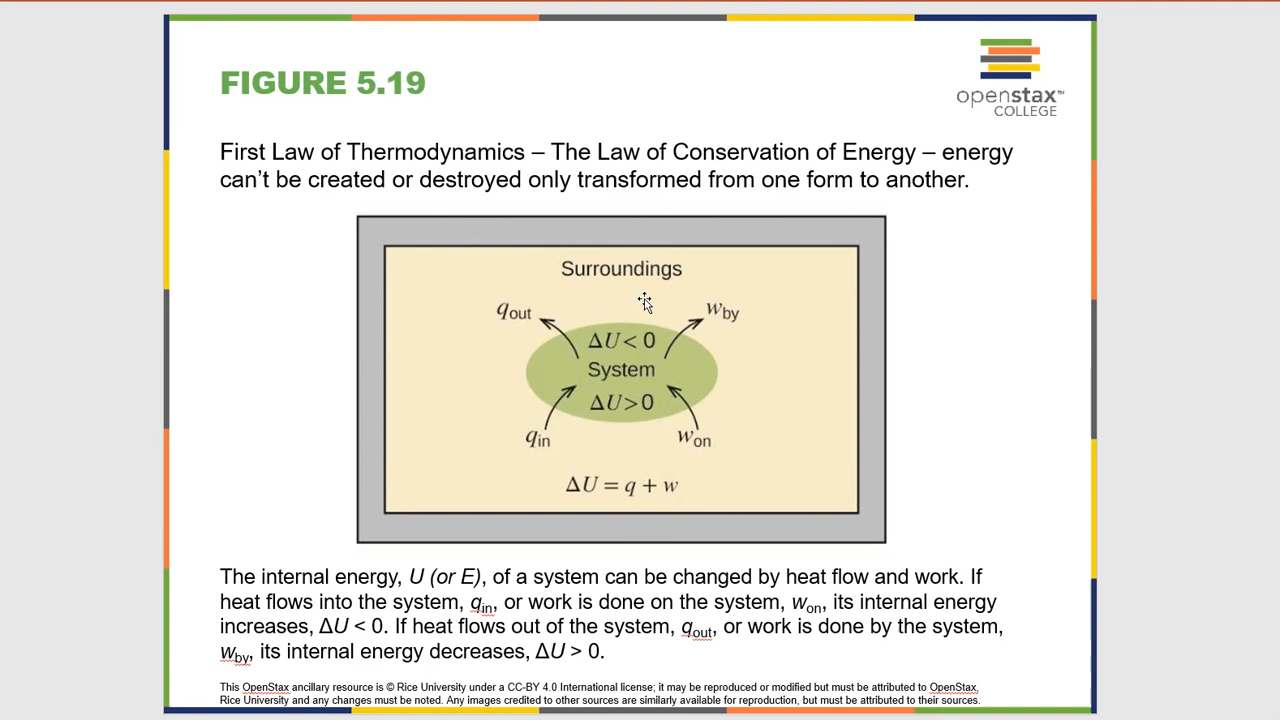 FIGURE 5.19
openstax™
COLLEGE
First Law of Thermodynamics – The Law of Conservation of Energy – energy
can’t be created or destroyed only transformed from one form to another.
Surroundings
qout wby
ΔU < 0
System
ΔU > 0
qin won
ΔU = q + w
The internal energy, U (or E), of a system can be changed by heat flow and work. If
heat flows into the system, qin, or work is done on the system, won, its internal energy
increases, ΔU < 0. If heat flows out of the system, qout, or work is done by the system,
wby, its internal energy decreases, ΔU > 0.
This OpenStax ancillary resource is © Rice University under a CC-BY 4.0 International license; it may be reproduced or modified but must be attributed to OpenStax,
Rice University and any changes must be noted. Any images credited to other sources are similarly available for reproduction, but must be attributed to their sources.